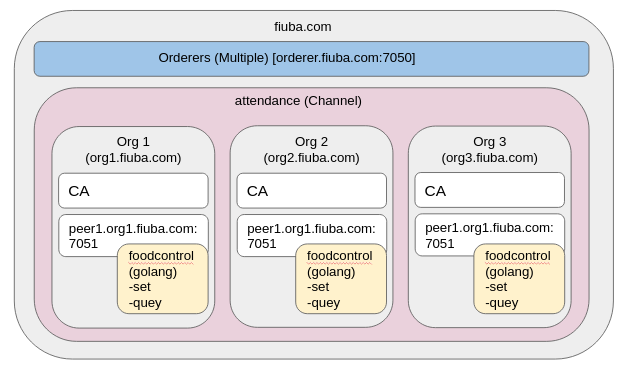 fiuba.com
Orderers (Multiple) [orderer.fiuba.com:7050]
attendance (Channel)
Org 1
(org1.fiuba.com)
CA
peer1.org1.fiuba.com:
7051
foodcontrol
(golang)
-set
-quey
Org 2
(org2.fiuba.com)
CA
peer1.org1.fiuba.com:
7051
foodcontrol
(golang)
-set
-quey
Org 3
(org3.fiuba.com)
CA
peer1.org1.fiuba.com:
7051
foodcontrol
(golang)
-set
-quey